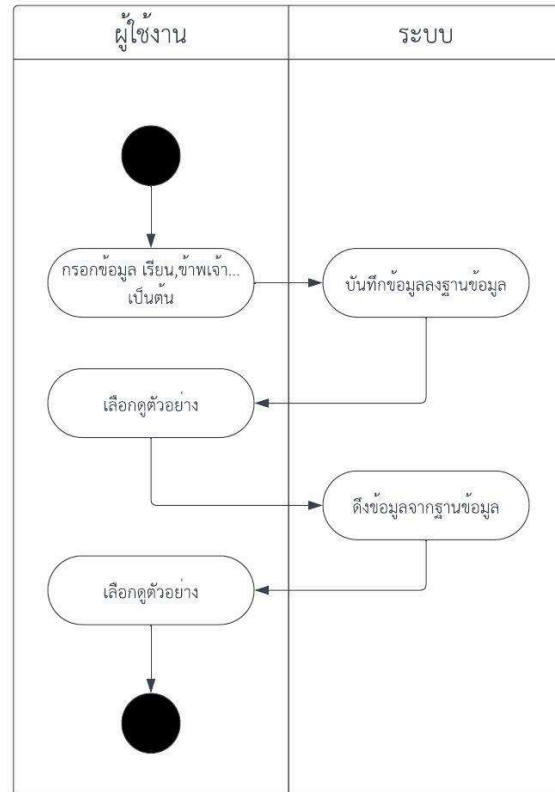 ผู้ใช้งาน
ระบบ
กรอกข้อมูล เรียน,ข้าพเจ้า...
เป็นต้น
บันทึกข้อมูลลงฐานข้อมูล
เลือกดูตัวอย่าง
ดึงข้อมูลจากฐานข้อมูล
เลือกดูตัวอย่าง